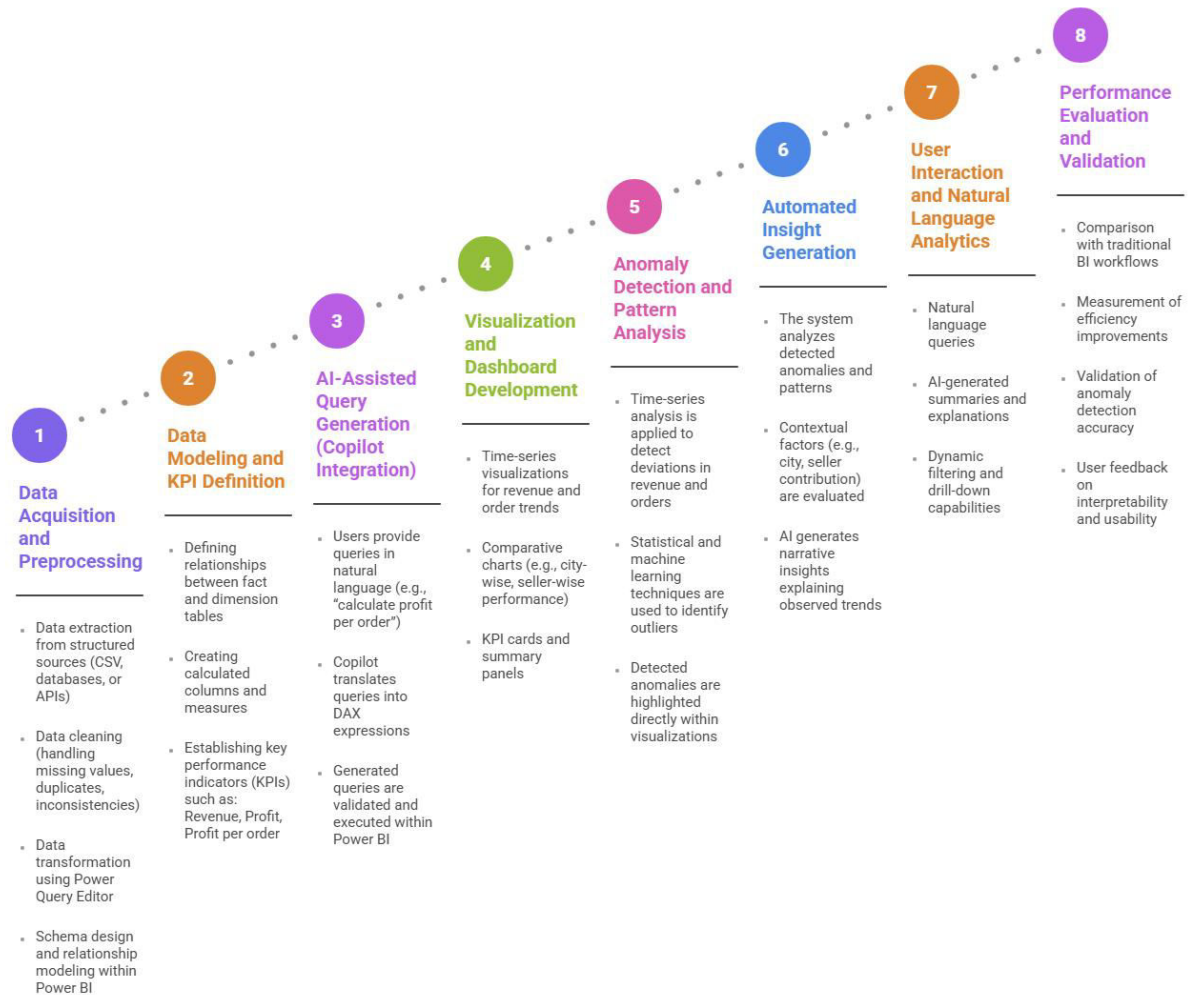 1
Data
Acquisition
and
Preprocessing
Data extraction
from structured
sources (CSV,
databases, or
APIs)
Data cleaning
(handling
missing values,
duplicates,
inconsistencies)
Data
transformation
using Power
Query Editor
Schema design
and relationship
modeling within
Power BI
2
Data
Modeling and
KPI Definition
Defining
relationships
between fact
and dimension
tables
Creating
calculated
columns and
measures
Establishing key
performance
indicators (KPIs)
such as:
Revenue, Profit,
Profit per order
3
AI-Assisted
Query
Generation
(Copilot
Integration)
Users provide
queries in
natural
language (e.g.,
“calculate profit
per order”)
Copilot
translates
queries into
DAX
expressions
Generated
queries are
validated and
executed within
Power BI
4
Visualization
and
Dashboard
Development
Time-series
visualizations
for revenue and
order trends
Comparative
charts (e.g., city-
wise, seller-wise
performance)
KPI cards and
summary
panels
5
Anomaly
Detection and
Pattern
Analysis
Time-series
analysis is
applied to
detect
deviations in
revenue and
orders
Statistical and
machine
learning
techniques are
used to identify
outliers
Detected
anomalies are
highlighted
directly within
visualizations
6
Automated
Insight
Generation
The system
analyzes
detected
anomalies and
patterns
Contextual
factors (e.g.,
city, seller
contribution)
are evaluated
AI generates
narrative
insights
explaining
observed trends
7
User
Interaction
and Natural
Language
Analytics
Natural
language
queries
AI-generated
summaries and
explanations
Dynamic
filtering and
drill-down
capabilities
8
Performance
Evaluation
and
Validation
Comparison
with traditional
BI workflows
Measurement of
efficiency
improvements
Validation of
anomaly
detection
accuracy
User feedback
on
interpretability
and usability